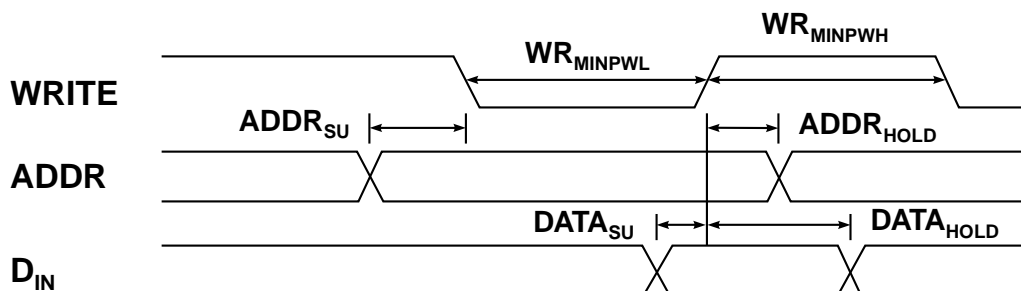 WR_MINPWH
WR_MINPWL
WRITE
ADDR_SU
ADDR_HOLD
ADDR
DATA_SU
DATA_HOLD
D_IN